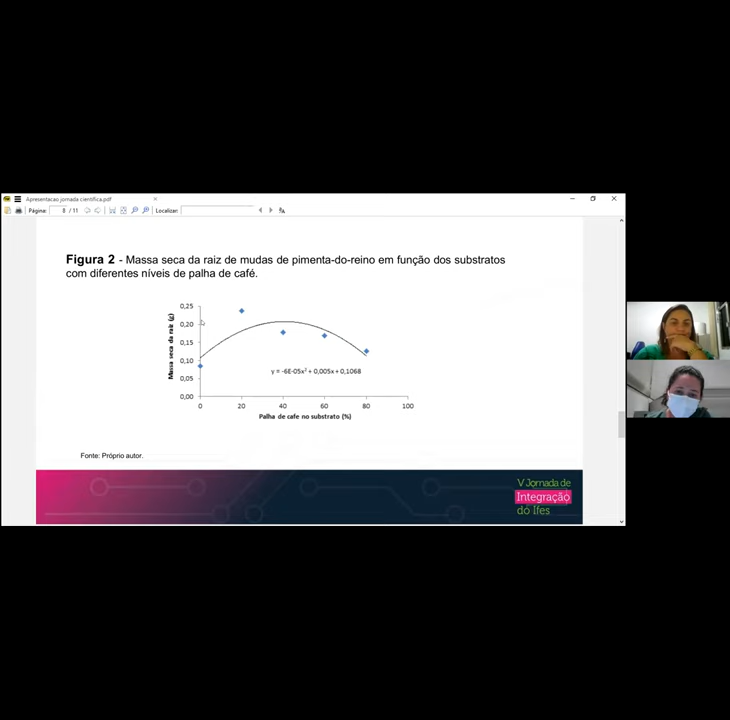 Apresentacao jornada cientifica.pdf
Página: 8 / 11 Localizar:
Figura 2 - Massa seca da raiz de mudas de pimenta-do-reino em função dos substratos
com diferentes níveis de palha de café.
Massa seca da raiz (g)
0,25
0,20
0,15
0,10
0,05
0,00
y = -6E-05x² + 0,005x + 0,1068
0 20 40 60 80 100
Palha de cafe no substrato (%)
Fonte: Próprio autor.
V Jornada de
Integração
do Ifes